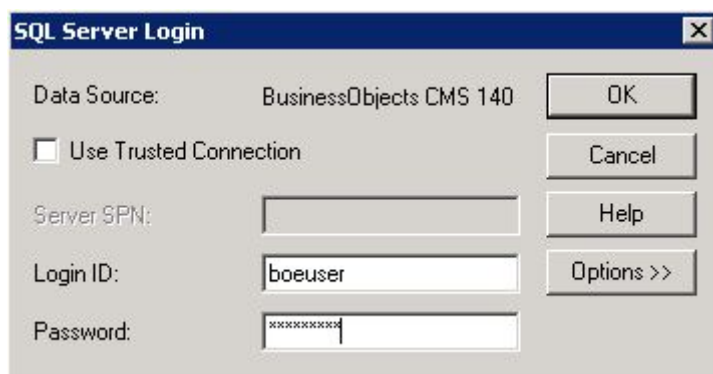 SQL Server Login
Data Source: BusinessObjects CMS 140 OK
Use Trusted Connection Cancel
Server SPN: Help
Login ID: boeuser Options >>
Password: *********